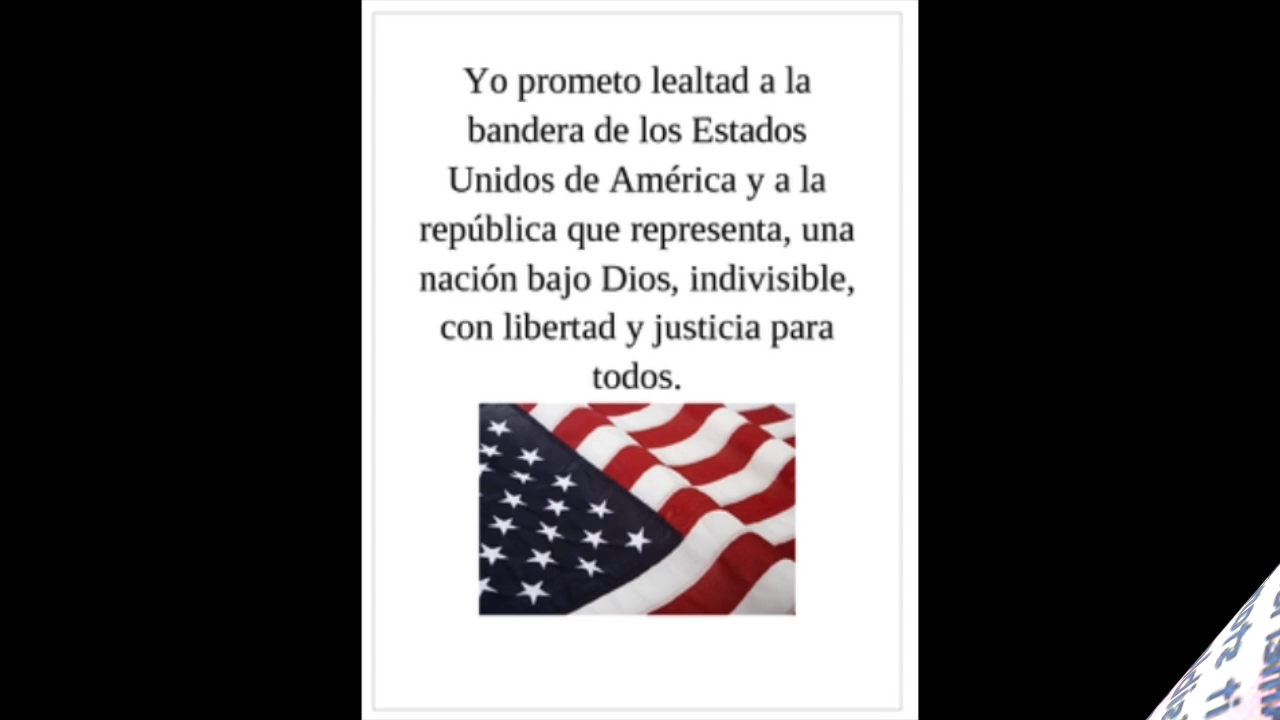 Yo prometo lealtad a la
bandera de los Estados
Unidos de América y a la
república que representa, una
nación bajo Dios, indivisible,
con libertad y justicia para
todos.